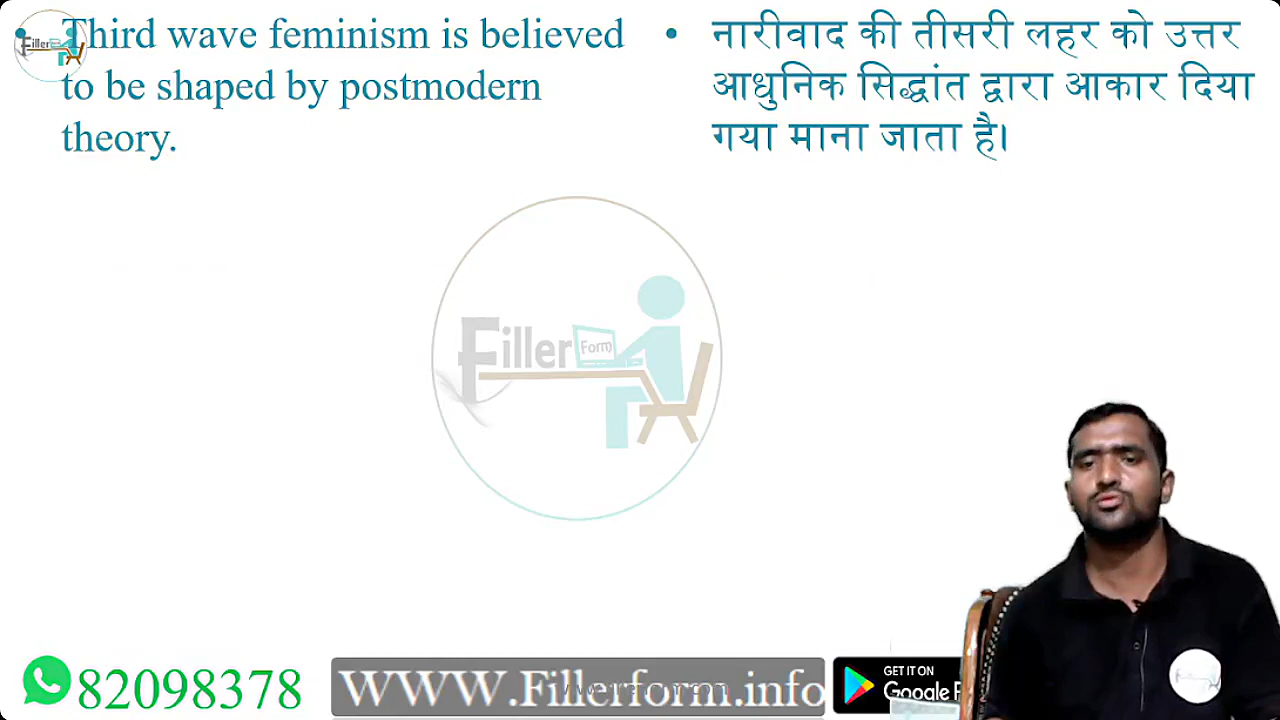 Third wave feminism is believed
to be shaped by postmodern
theory.
नारीवाद की तीसरी लहर को उत्तर
आधुनिक सिद्धांत द्वारा आकार दिया
गया माना जाता है।
Filler Form
82098378
WWW.Fillerform.info
GET IT ON
Google